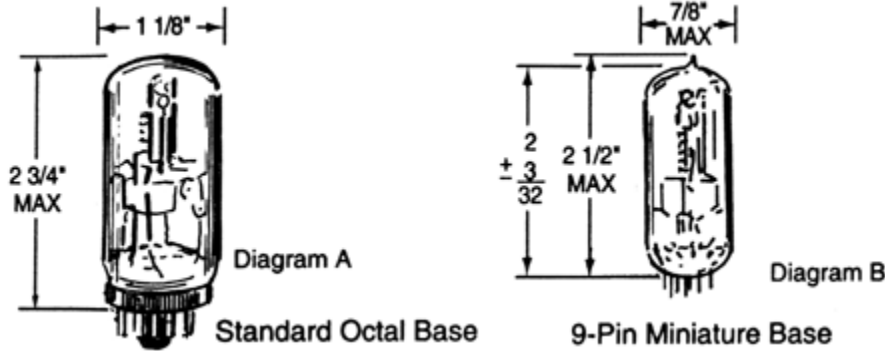 1 1/8"
2 3/4"
MAX
Diagram A
Standard Octal Base
7/8"
MAX
2
± 3
32
2 1/2"
MAX
Diagram B
9-Pin Miniature Base